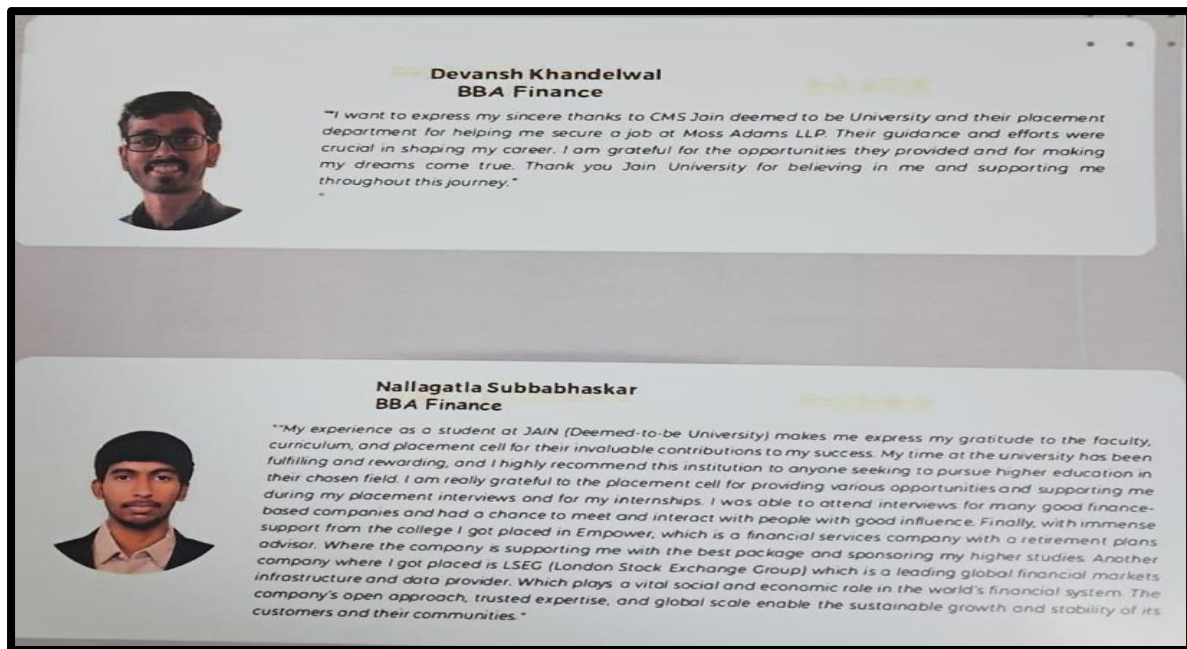 Devansh Khandelwal
BBA Finance
""I want to express my sincere thanks to CMS Jain deemed to be University and their placement
department for helping me secure a job at Moss Adams LLP. Their guidance and efforts were
crucial in shaping my career. I am grateful for the opportunities they provided and for making
my dreams come true. Thank you Jain University for believing in me and supporting me
throughout this journey."
"
Nallagatla Subbabhaskar
BBA Finance
""My experience as a student at JAIN (Deemed-to-be University) makes me express my gratitude to the faculty,
curriculum, and placement cell for their invaluable contributions to my success. My time at the university has been
fulfilling and rewarding, and I highly recommend this institution to anyone seeking to pursue higher education in
their chosen field. I am really grateful to the placement cell for providing various opportunities and supporting me
during my placement interviews and for my internships. I was able to attend interviews for many good finance-
based companies and had a chance to meet and interact with people with good influence. Finally, with immense
support from the college I got placed in Empower, which is a financial services company with a retirement plans
advisor. Where the company is supporting me with the best package and sponsoring my higher studies. Another
company where I got placed is LSEG (London Stock Exchange Group) which is a leading global financial markets
infrastructure and data provider. Which plays a vital social and economic role in the world's financial system. The
company's open approach, trusted expertise, and global scale enable the sustainable growth and stability of its
customers and their communities."